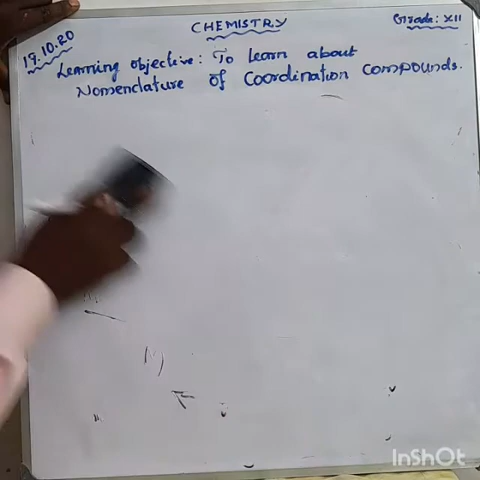 19.10.20
CHEMISTRY
Grade: XII
Learning objective: To learn about
Nomenclature of Coordination compounds.
InShOt